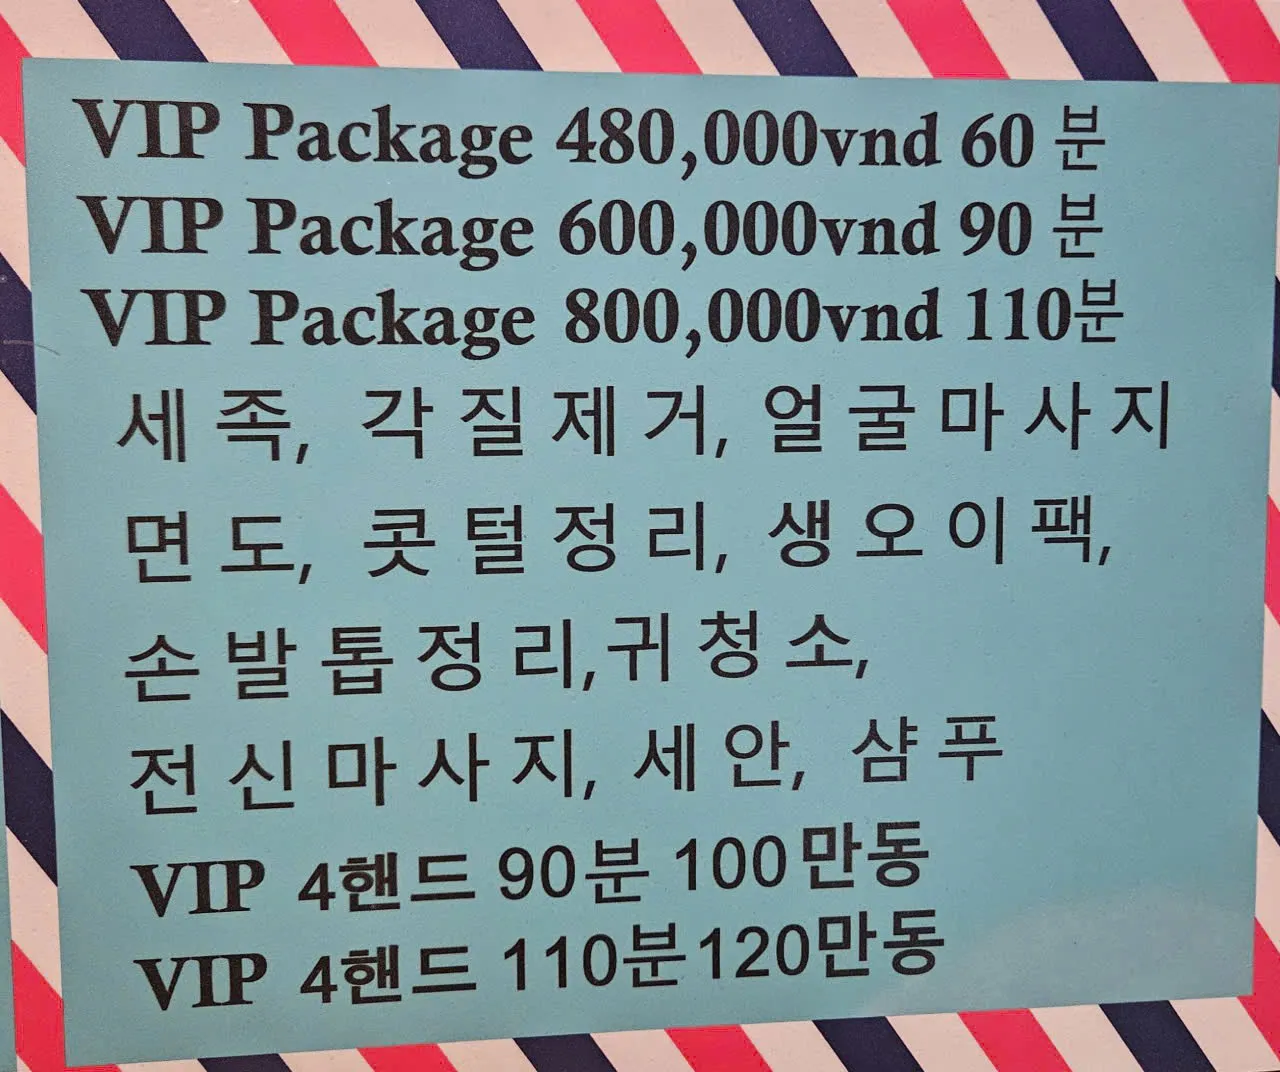 VIP Package 480,000vnd 60 분
VIP Package 600,000vnd 90 분
VIP Package 800,000vnd 110분
세족, 각질제거, 얼굴마사지
면도, 콧털정리, 생오이팩,
손발톱정리,귀청소,
전신마사지, 세안, 샴푸
VIP 4핸드 90분 100만동
VIP 4핸드 110분120만동